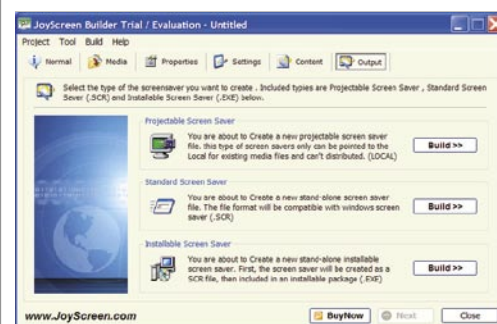 JoyScreen Builder Trial / Evaluation - Untitled
Project Tool Build Help
Normal Media Properties Settings Content Output
Select the type of the screensaver you want to create . Included types are Projectable Screen Saver , Standard Screen
Saver (.SCR) and Installable Screen Saver (.EXE) below.
Projectable Screen Saver
You are about to Create a new projectable screen saver
file. this type of screen savers only can be pointed to the
Local for existing media files and can't distributed. (LOCAL)
Build >>
Standard Screen Saver
You are about to Create a new stand-alone screen saver
file. The file format will be compatible with windows screen
saver (.SCR)
Build >>
Installable Screen Saver
You are about to Create a new stand-alone installable
screen saver. First, the screen saver will be created as a
SCR file, then included in an installable package (.EXE)
Build >>
www.JoyScreen.com
BuyNow Next Close